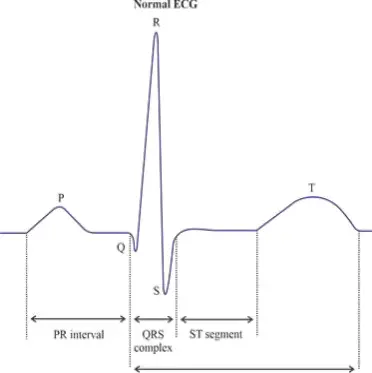 Normal ECG
R
P
T
Q
S
PR interval
QRS
complex
ST segment